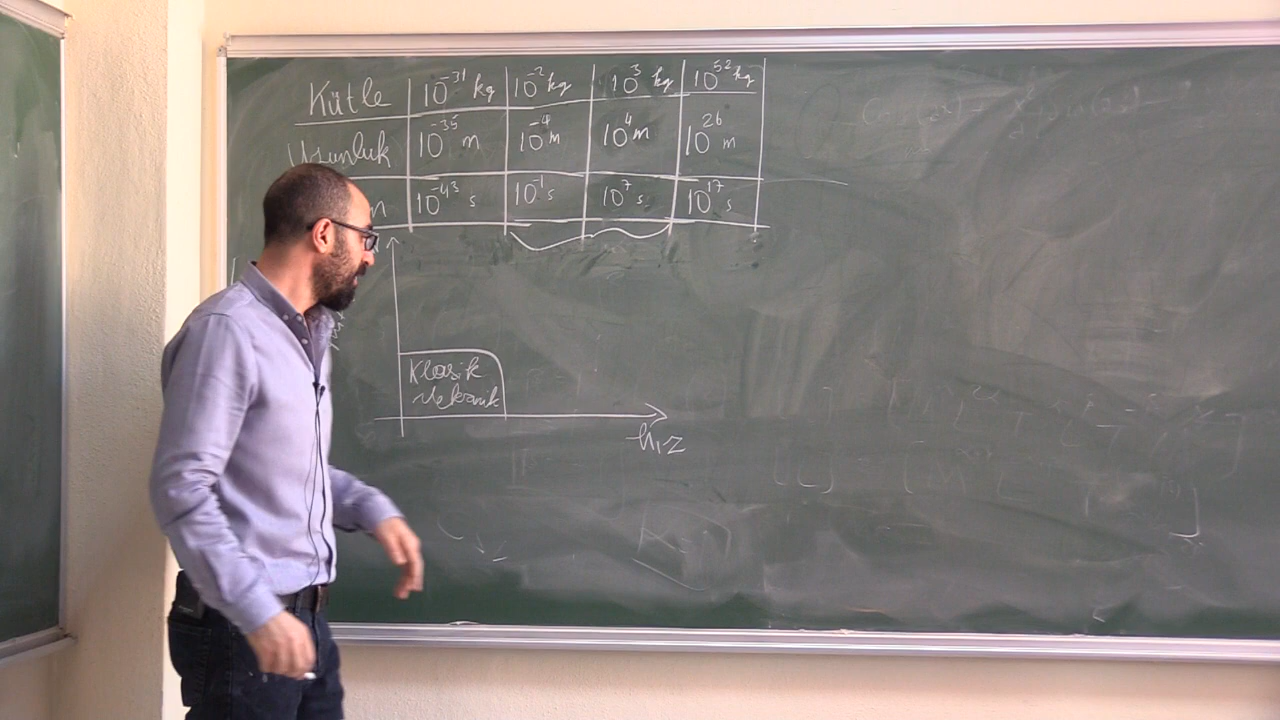 Kütle 10⁻³¹ kg 10⁻² kg 10³ kg 10⁵² kg
Uzunluk 10⁻³⁵ m 10⁻⁴ m 10⁴ m 10²⁶ m
n 10⁻⁴³ s 10⁻¹ s 10⁷ s 10¹⁷ s
Klasik
Mekanik
hız